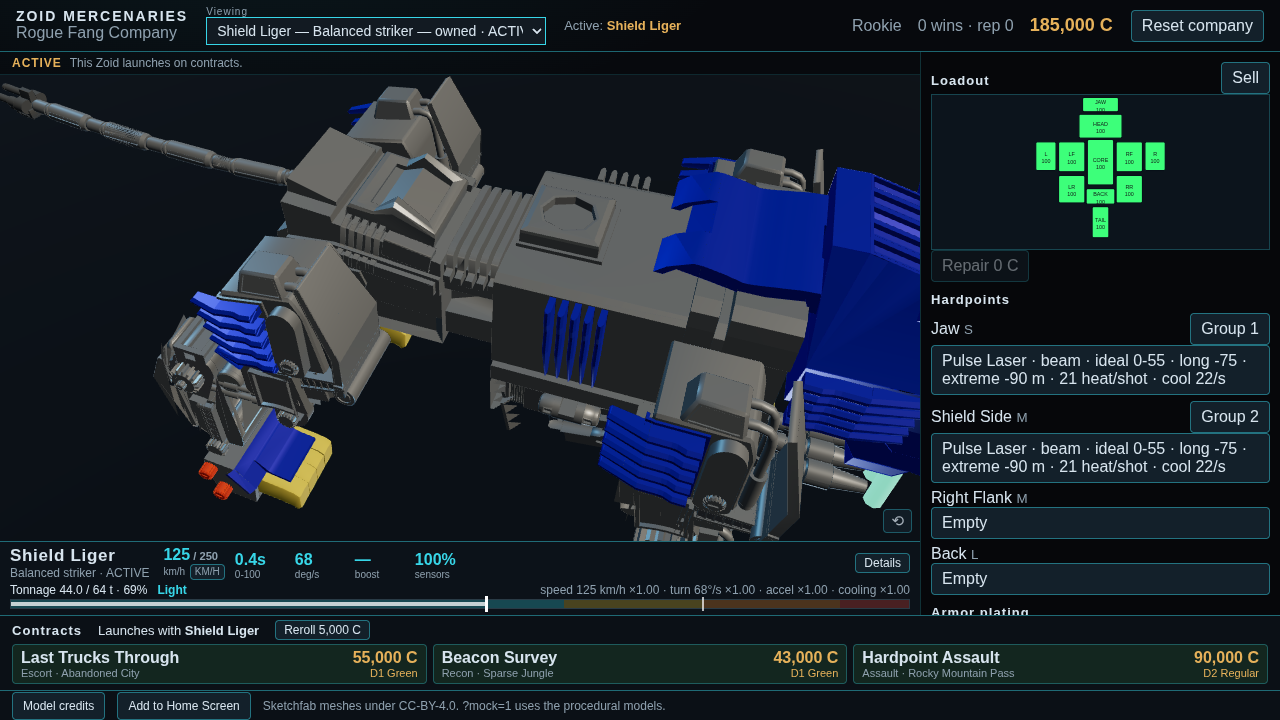 ZOID MERCENARIES
Rogue Fang Company
Viewing
Shield Liger — Balanced striker — owned · ACTIV
Active: Shield Liger
Rookie 0 wins · rep 0 185,000 C
Reset company
ACTIVE This Zoid launches on contracts.
Loadout
Sell
JAW
100
HEAD
100
L
100
LF
100
CORE
100
RF
100
R
100
LR
100
BACK
100
RR
100
TAIL
100
Repair 0 C
Hardpoints
Jaw S
Group 1
Pulse Laser · beam · ideal 0-55 · long -75 ·
extreme -90 m · 21 heat/shot · cool 22/s
Shield Side M
Group 2
Pulse Laser · beam · ideal 0-55 · long -75 ·
extreme -90 m · 21 heat/shot · cool 22/s
Right Flank M
Empty
Back L
Empty
Armor plating
⟲
Shield Liger
Balanced striker · ACTIVE
125 / 250
km/h KM/H
0.4s
0-100
68
deg/s
—
boost
100%
sensors
Details
Tonnage 44.0 / 64 t · 69% Light
speed 125 km/h ×1.00 · turn 68°/s ×1.00 · accel ×1.00 · cooling ×1.00
Contracts Launches with Shield Liger Reroll 5,000 C
Last Trucks Through 55,000 C
Escort · Abandoned City D1 Green
Beacon Survey 43,000 C
Recon · Sparse Jungle D1 Green
Hardpoint Assault 90,000 C
Assault · Rocky Mountain Pass D2 Regular
Model credits Add to Home Screen Sketchfab meshes under CC-BY-4.0. ?mock=1 uses the procedural models.